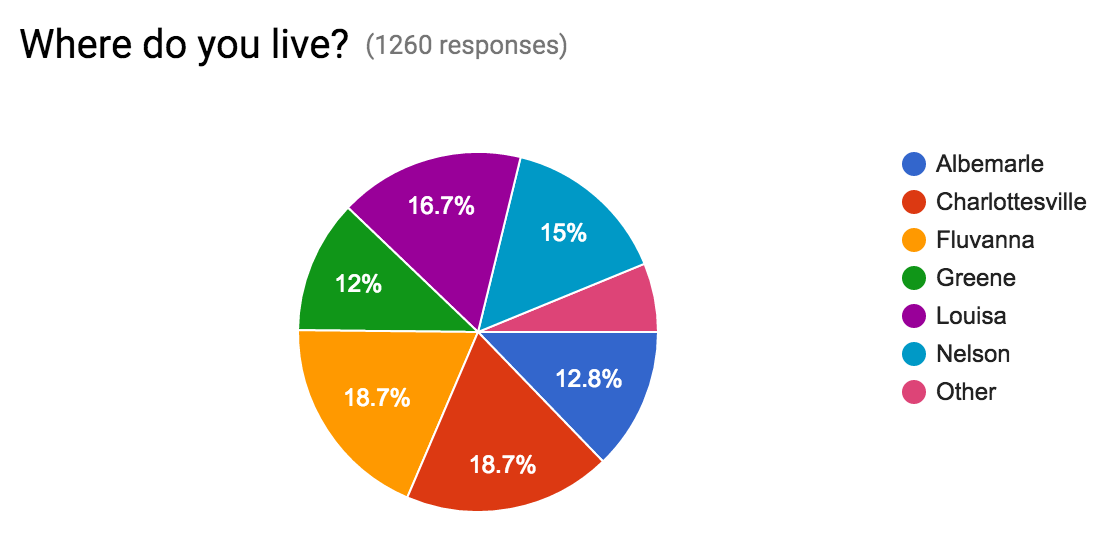 Where do you live? (1260 responses)
16.7%
15%
12%
12.8%
18.7%
18.7%
Albemarle
Charlottesville
Fluvanna
Greene
Louisa
Nelson
Other